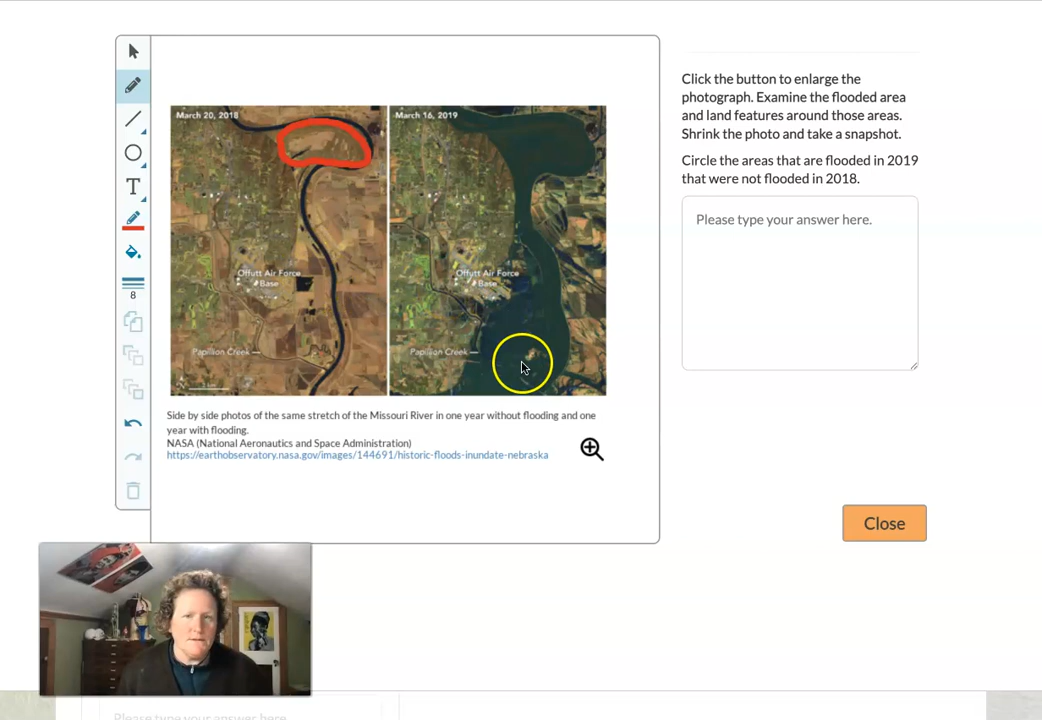 March 20, 2018
March 16, 2019
Offutt Air Force
Base
Offutt Air Force
Base
Papillion Creek
Papillion Creek
Side by side photos of the same stretch of the Missouri River in one year without flooding and one
year with flooding.
NASA (National Aeronautics and Space Administration)
https://earthobservatory.nasa.gov/images/144691/historic-floods-inundate-nebraska
T
8
Click the button to enlarge the
photograph. Examine the flooded area
and land features around those areas.
Shrink the photo and take a snapshot.
Circle the areas that are flooded in 2019
that were not flooded in 2018.
Please type your answer here.
Close
Please type your answer here